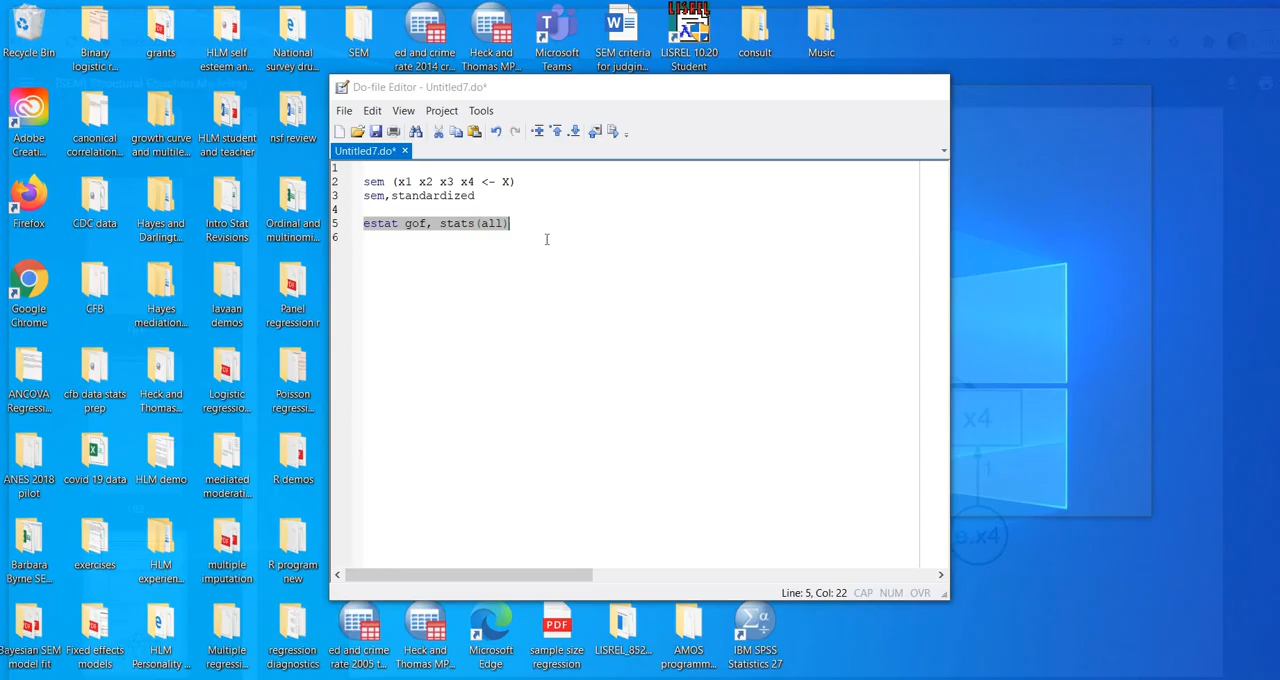 Recycle Bin
Binary
logistic r...
grants
HLM self
esteem an...
National
survey dru...
SEM
ed and crime
rate 2014 cr...
Heck and
Thomas MP...
Microsoft
Teams
SEM criteria
for judgin...
LISREL
LISREL 10.20
Student
consult
Music
Do-file Editor - Untitled7.do*
File Edit View Project Tools
Untitled7.do* ×
1
2 sem (x1 x2 x3 x4 <- X)
3 sem,standardized
4
5 estat gof, stats(all)
6
Line: 5, Col: 22 CAP NUM OVR
Adobe
Creati...
canonical
correlation...
growth curve
and multile...
HLM student
and teacher
nsf review
Firefox
CDC data
Hayes and
Darlingt...
Intro Stat
Revisions
Ordinal and
multinomi...
Google
Chrome
CFB
Hayes
mediation...
lavaan
demos
Panel
regression.r
ANCOVA
Regressi...
cfb data stats
prep
Heck and
Thomas...
Logistic
regressio...
Poisson
regressi...
x4
1
e.x4
ANES 2018
pilot
covid 19 data
HLM demo
mediated
moderati...
R demos
Barbara
Byrne SE...
exercises
HLM
experien...
multiple
imputation
R program
new
Bayesian SEM
model fit
Fixed effects
models
HLM
Personality ...
Multiple
regressi...
regression
diagnostics
ed and crime
rate 2005 t...
Heck and
Thomas MP...
Microsoft
Edge
PDF
sample size
regression
LISREL_852...
AMOS
programm...
IBM SPSS
Statistics 27